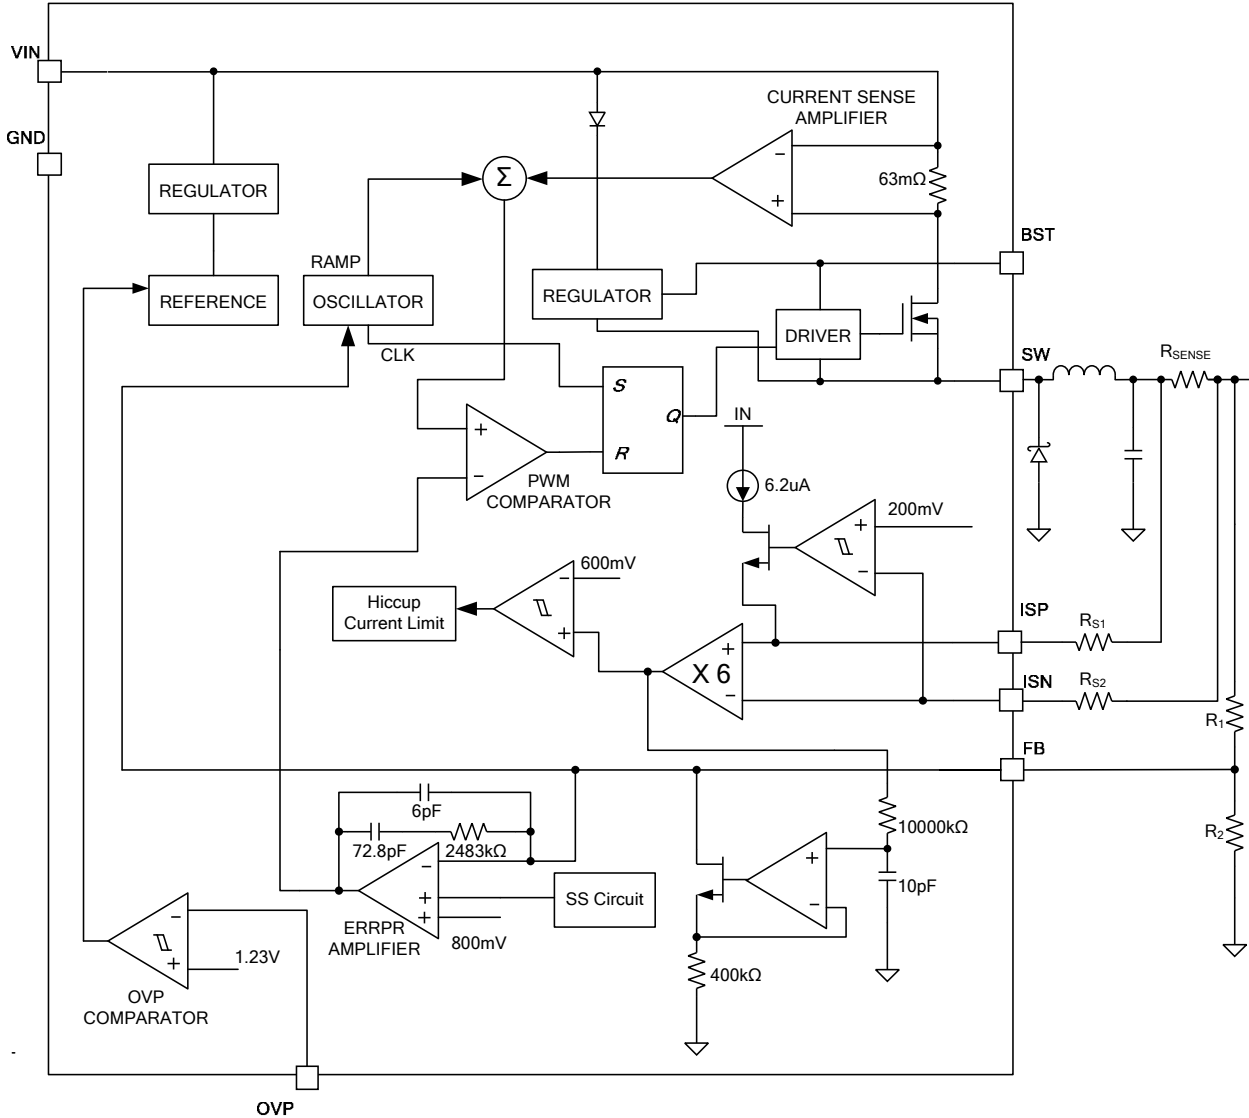 VIN
GND
CURRENT SENSE
AMPLIFIER
−
+
63mΩ
Σ
REGULATOR
BST
RAMP
REFERENCE
OSCILLATOR
REGULATOR
DRIVER
CLK
SW
RSENSE
S
Q
R
IN
+
−
PWM
COMPARATOR
6.2uA
200mV
+
−
600mV
−
+
Hiccup
Current Limit
ISP
RS1
X 6
+
−
ISN
RS2
R1
FB
6pF
72.8pF
2483kΩ
10000kΩ
R2
−
+
+
SS Circuit
+
−
10pF
ERRPR
AMPLIFIER
800mV
−
+
1.23V
400kΩ
OVP
COMPARATOR
-
OVP